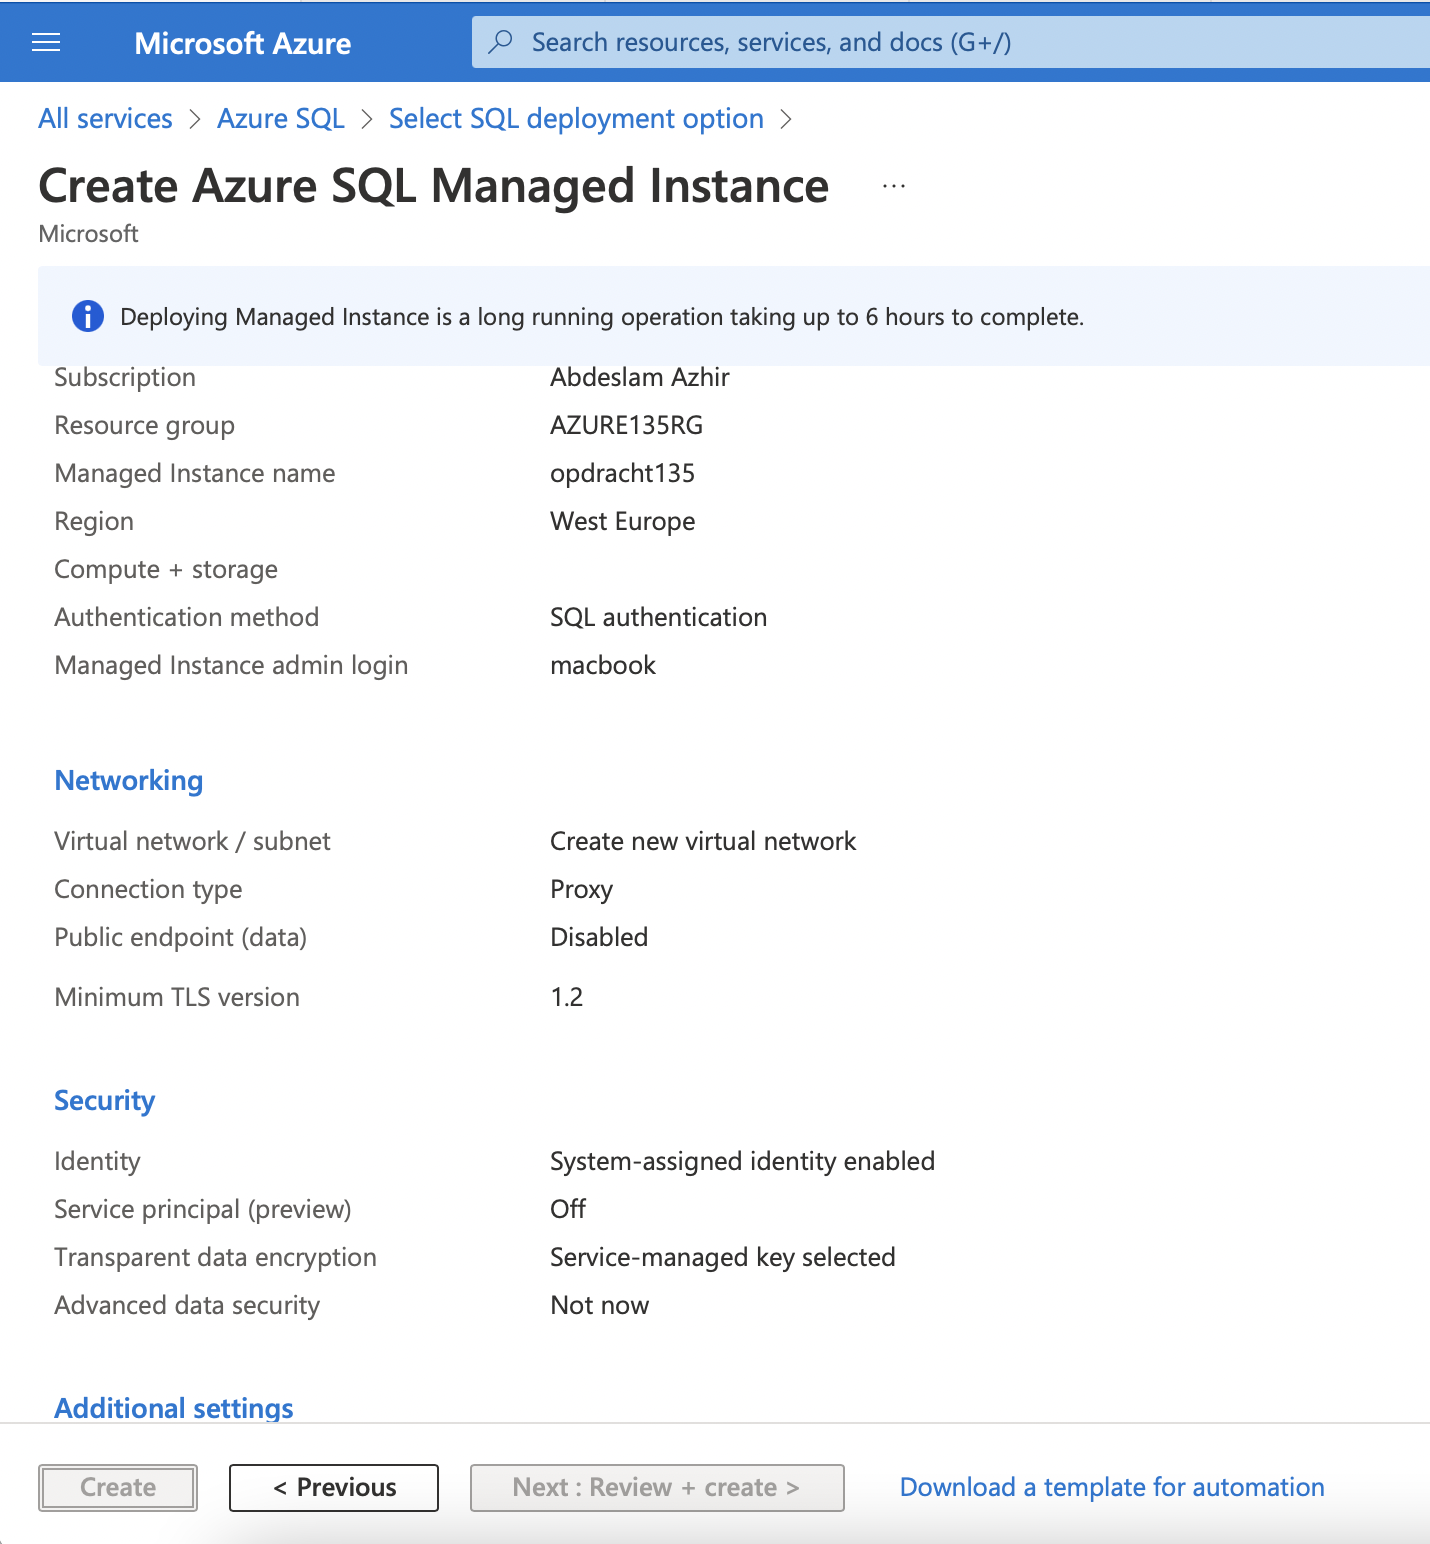 Microsoft Azure
Search resources, services, and docs (G+/)
All services > Azure SQL > Select SQL deployment option >
Create Azure SQL Managed Instance ...
Microsoft
Deploying Managed Instance is a long running operation taking up to 6 hours to complete.
Subscription Abdeslam Azhir
Resource group AZURE135RG
Managed Instance name opdracht135
Region West Europe
Compute + storage
Authentication method SQL authentication
Managed Instance admin login macbook
Networking
Virtual network / subnet Create new virtual network
Connection type Proxy
Public endpoint (data) Disabled
Minimum TLS version 1.2
Security
Identity System-assigned identity enabled
Service principal (preview) Off
Transparent data encryption Service-managed key selected
Advanced data security Not now
Additional settings
Create < Previous Next : Review + create > Download a template for automation